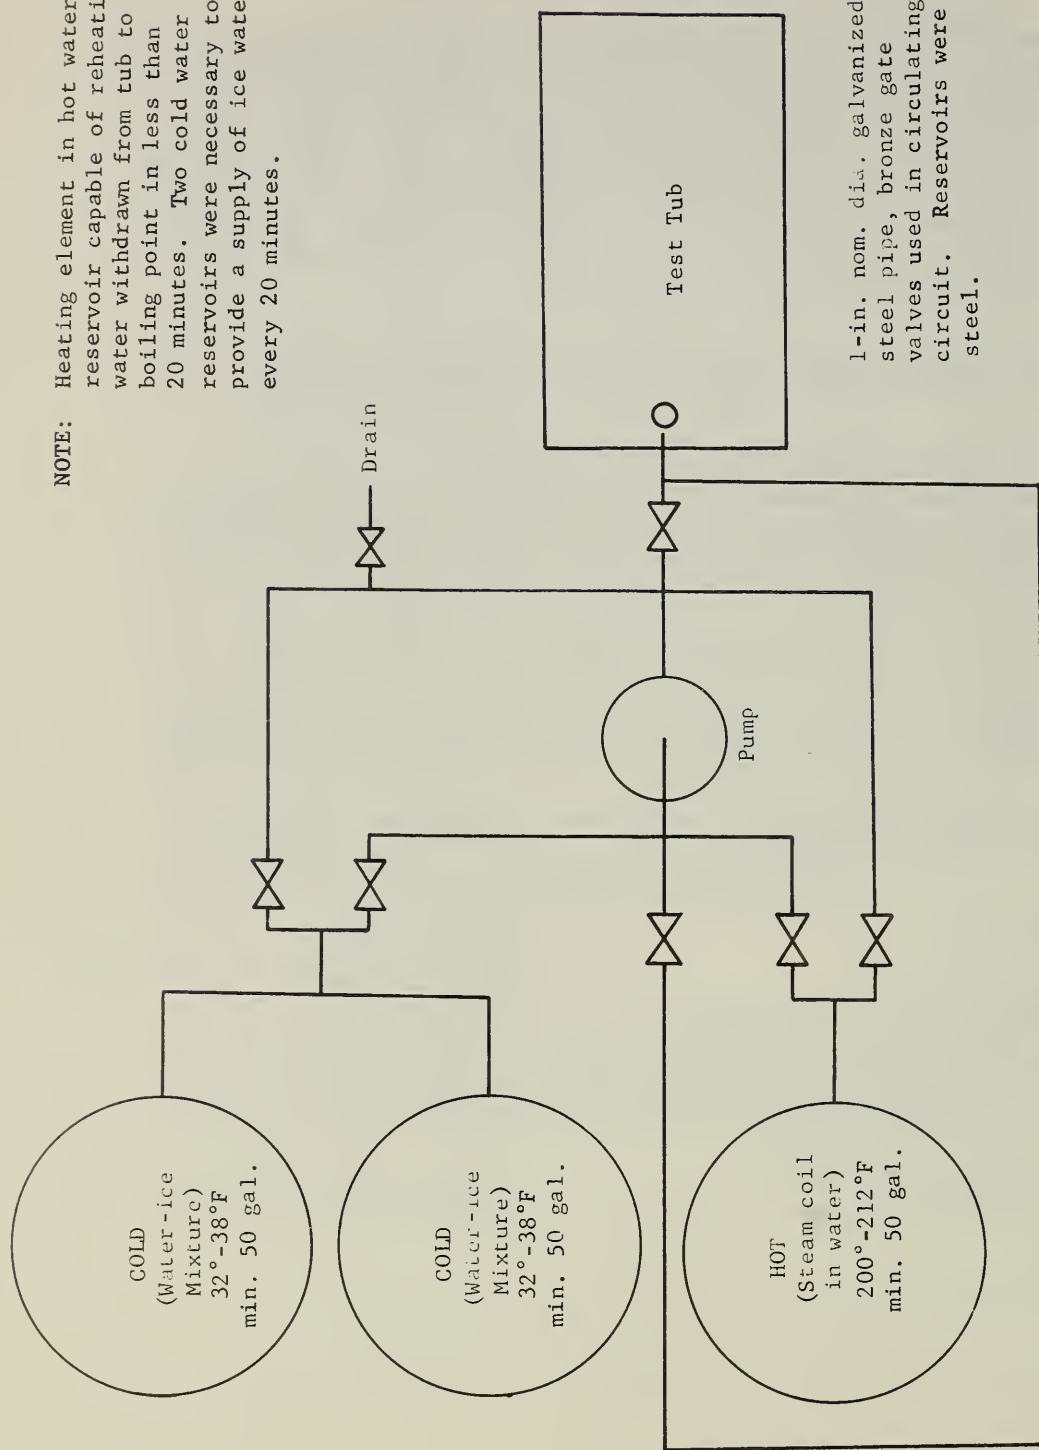 NOTE: Heating element in hot water
reservoir capable of
water withdrawn from tub to
boiling point in less than
20 minutes. Two cold water
reservoirs were necessary to
provide a supply of ice
every 20 minutes.
Drain
Test Tub
1-in. nom. dia. galvanized
steel pipe, bronze gate
valves used in circulating
circuit. Reservoirs were
steel.
Pump
COLD
(Water-ice
Mixture)
32°-38°F
min. 50 gal.
COLD
(Water-ice
Mixture)
32°-38°F
min. 50 gal.
HOT
(Steam coil
in water)
200°-212°F
min. 50 gal.